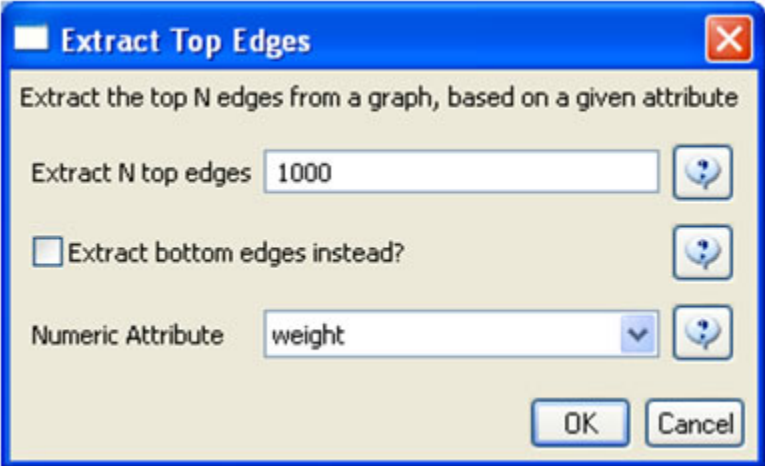 Extract Top Edges
Extract the top N edges from a graph, based on a given attribute
Extract N top edges 1000
Extract bottom edges instead?
Numeric Attribute weight
OK Cancel